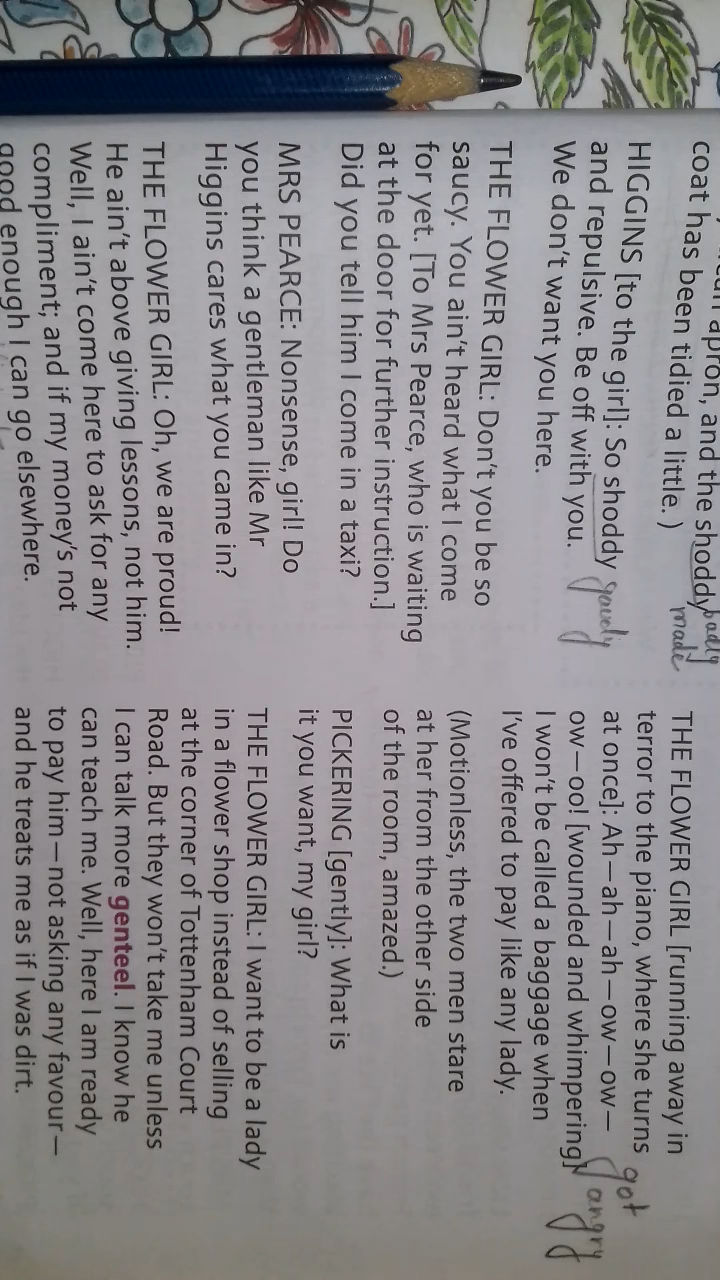 apron, and the shoddy badly
made
coat has been tidied a little. )
HIGGINS [to the girl]: So shoddy
and repulsive. Be off with you.
We don't want you here.
THE FLOWER GIRL: Don't you be so
saucy. You ain't heard what I come
for yet. [To Mrs Pearce, who is waiting
at the door for further instruction.]
Did you tell him I come in a taxi?
MRS PEARCE: Nonsense, girl! Do
you think a gentleman like Mr
Higgins cares what you came in?
THE FLOWER GIRL: Oh, we are proud!
He ain't above giving lessons, not him.
Well, I ain't come here to ask for any
compliment; and if my money's not
good enough I can go elsewhere.
THE FLOWER GIRL [running away in
terror to the piano, where she turns
at once]: Ah—ah—ah—ow—ow—
ow—oo! [wounded and whimpering]
got
angry
I won't be called a baggage when
I've offered to pay like any lady.
(Motionless, the two men stare
at her from the other side
of the room, amazed.)
PICKERING [gently]: What is
it you want, my girl?
THE FLOWER GIRL: I want to be a lady
in a flower shop instead of selling
at the corner of Tottenham Court
Road. But they won't take me unless
I can talk more genteel. I know he
can teach me. Well, here I am ready
to pay him—not asking any favour—
and he treats me as if I was dirt.